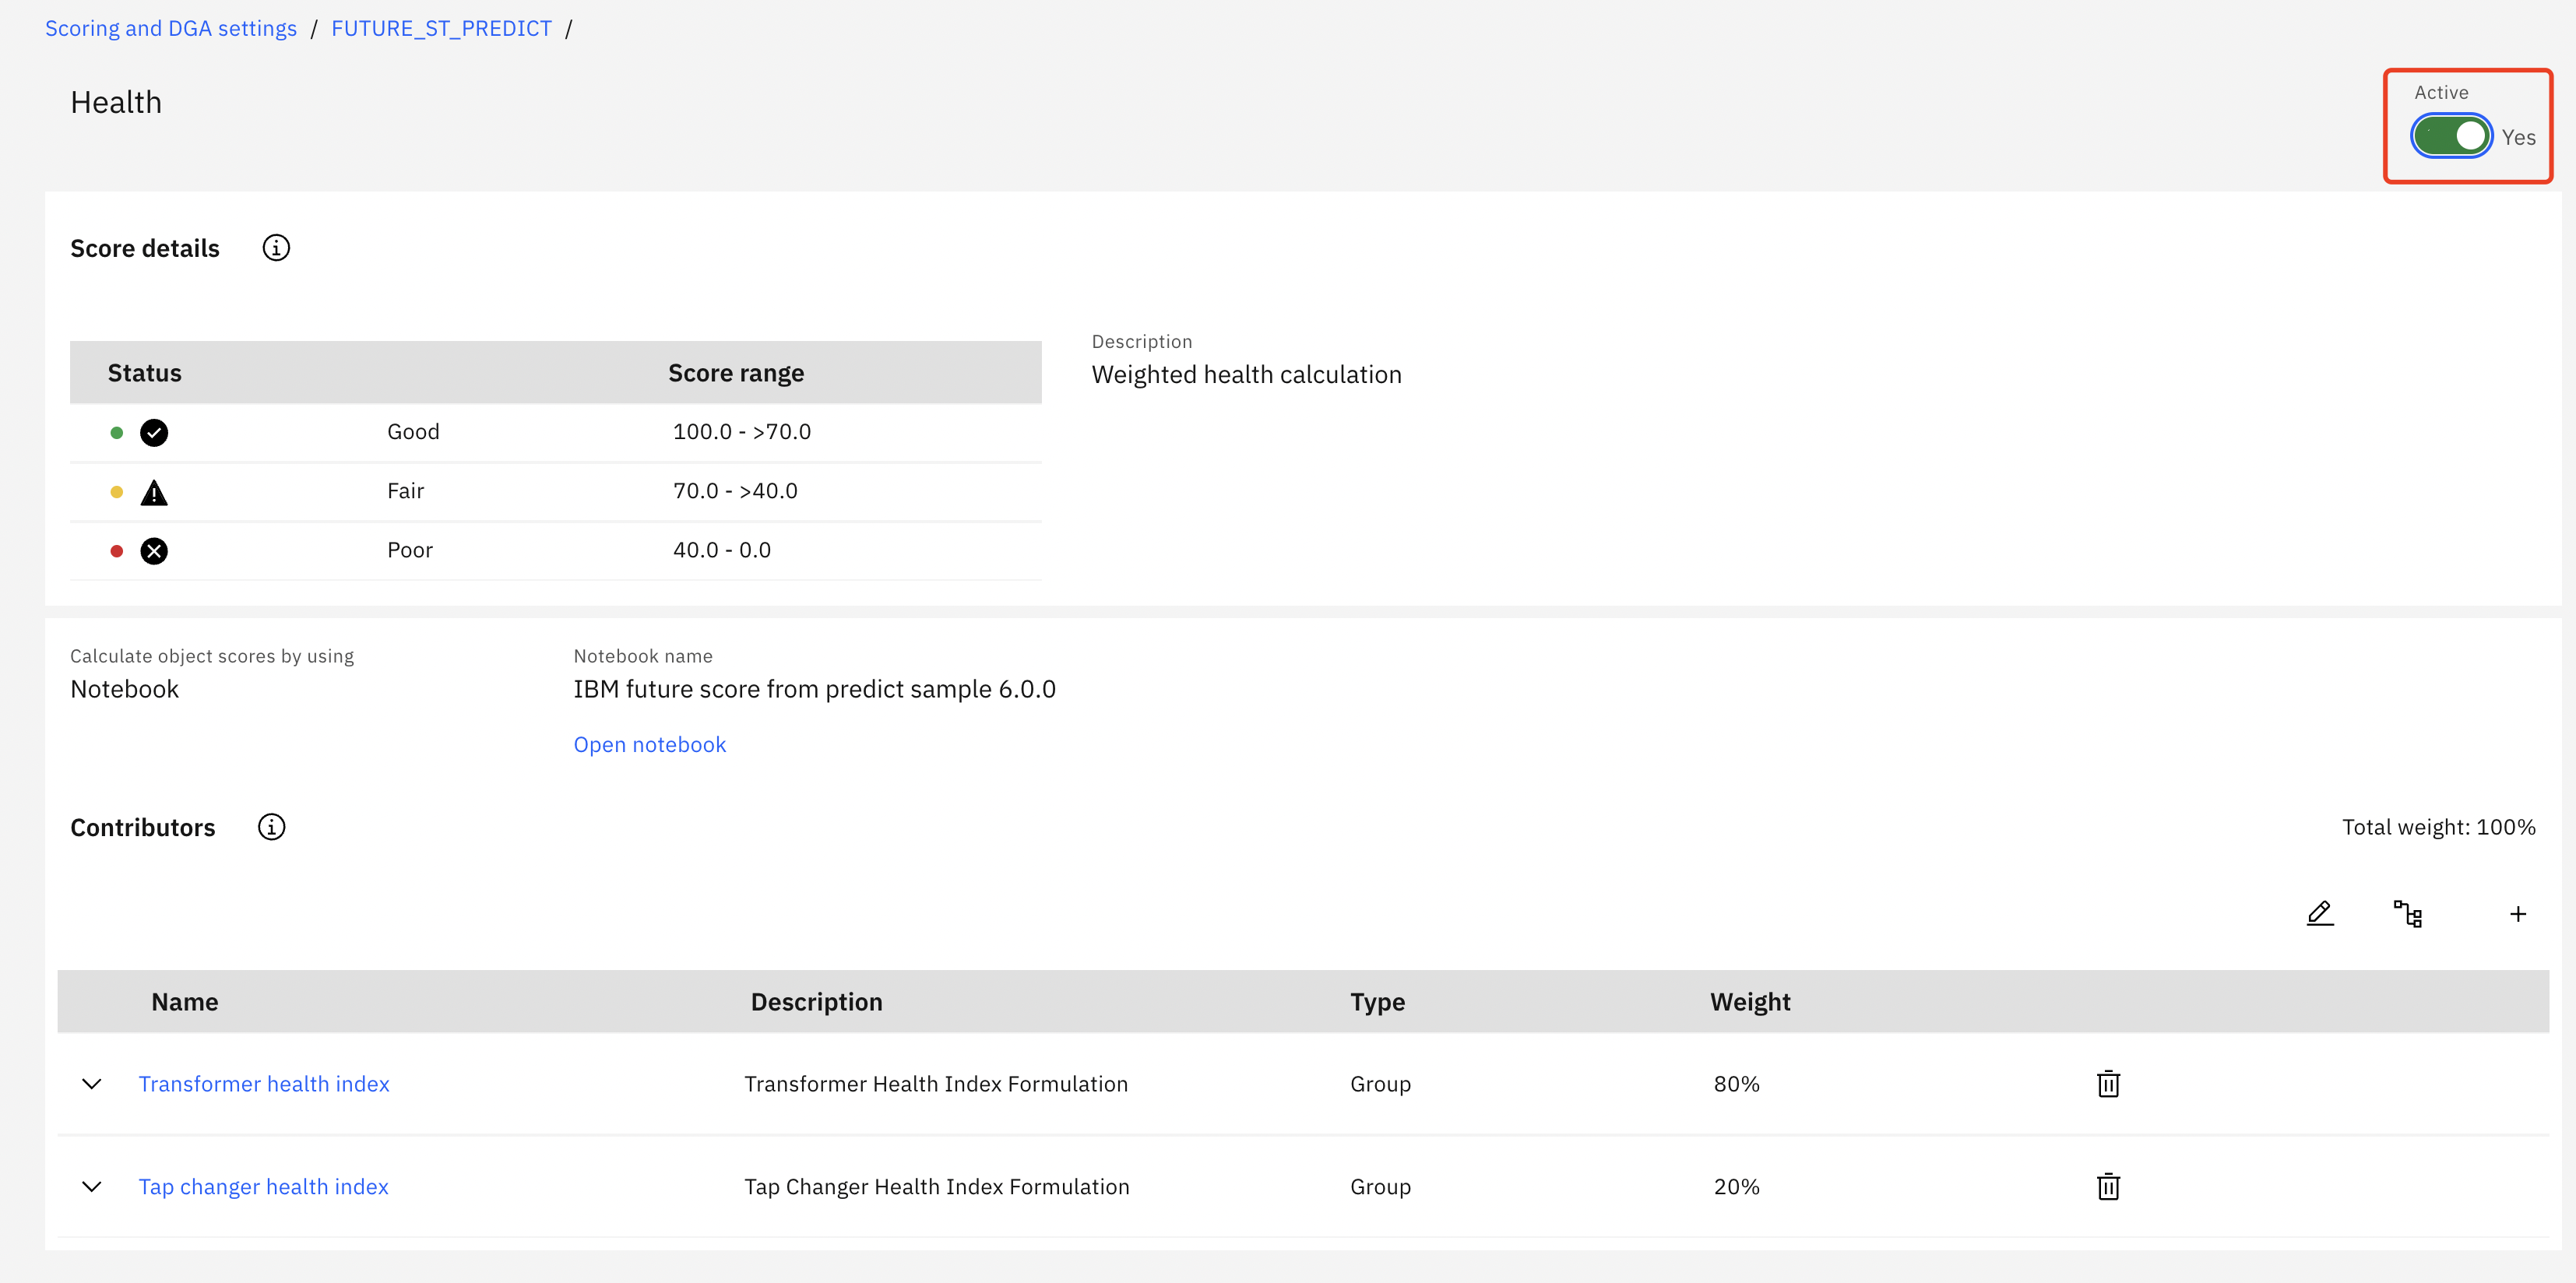 Scoring and DGA settings / FUTURE_ST_PREDICT /
Health
Active
Yes
Score details
Status Score range
Good 100.0 - >70.0
Fair 70.0 - >40.0
Poor 40.0 - 0.0
Description
Weighted health calculation
Calculate object scores by using
Notebook
Notebook name
IBM future score from predict sample 6.0.0
Open notebook
Contributors
Total weight: 100%
Name Description Type Weight
Transformer health index Transformer Health Index Formulation Group 80%
Tap changer health index Tap Changer Health Index Formulation Group 20%